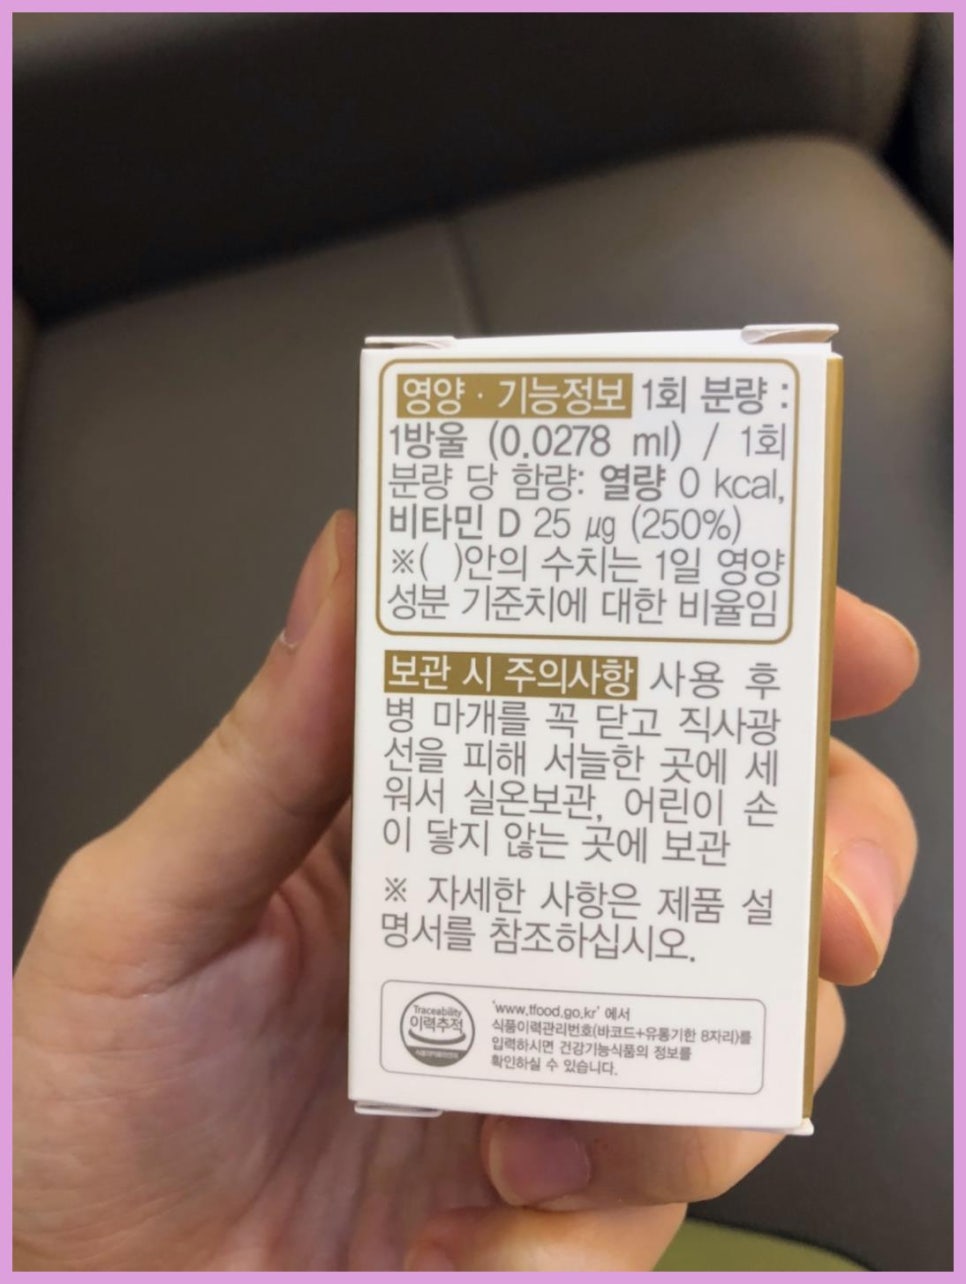 영양 · 기능정보 1회 분량 :
1방울 (0.0278 ml) / 1회
분량 당 함량: 열량 0 kcal,
비타민 D 25 μg (250%)
※( )안의 수치는 1일 영양
성분 기준치에 대한 비율임
보관 시 주의사항 사용 후
병 마개를 꼭 닫고 직사광
선을 피해 서늘한 곳에 세
워서 실온보관, 어린이 손
이 닿지 않는 곳에 보관
※ 자세한 사항은 제품 설
명서를 참조하십시오.
Traceability
이력추적
'www.tfood.go.kr' 에서
식품이력관리번호(바코드+유통기한 8자리)를
입력하시면 건강기능식품의 정보를
확인하실 수 있습니다.